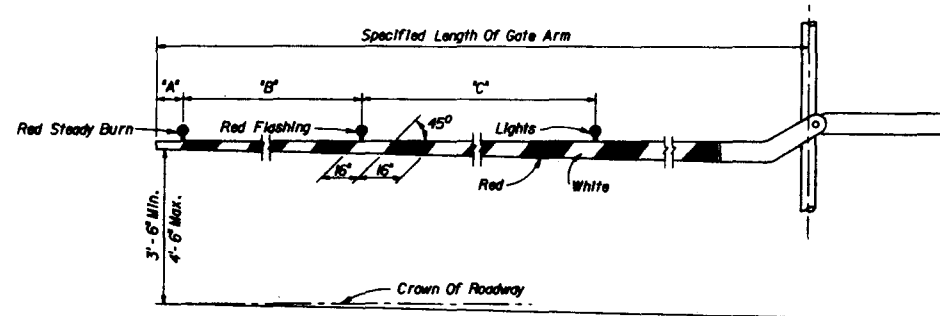 Specified Length Of Gate Arm
"A"
"B"
"C"
Red Steady Burn
Red Flashing
45°
Lights
16"
16"
Red
White
3'-6" Min.
4'-6" Max.
Crown Of Roadway